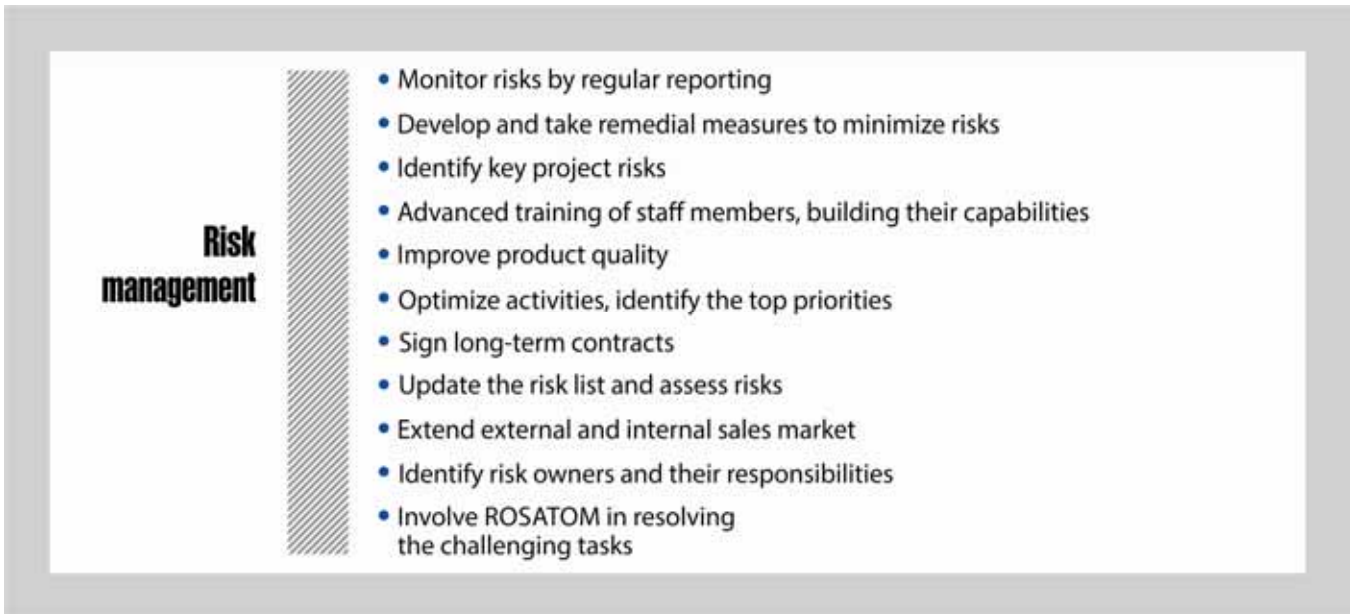 Risk
management
• Monitor risks by regular reporting
• Develop and take remedial measures to minimize risks
• Identify key project risks
• Advanced training of staff members, building their capabilities
• Improve product quality
• Optimize activities, identify the top priorities
• Sign long-term contracts
• Update the risk list and assess risks
• Extend external and internal sales market
• Identify risk owners and their responsibilities
• Involve ROSATOM in resolving
the challenging tasks